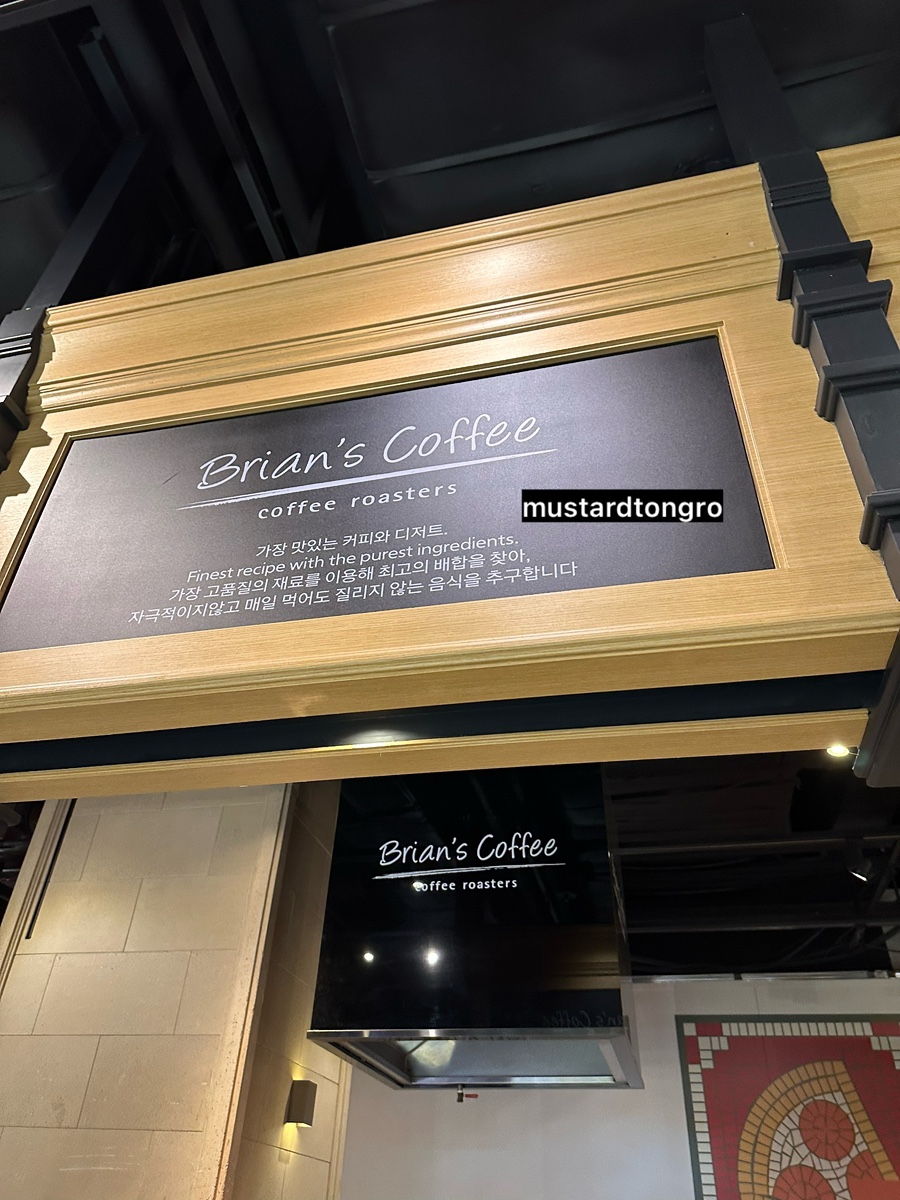 Brian's Coffee
coffee roasters
mustardtongro
가장 맛있는 커피와 디저트.
Finest recipe with the purest ingredients.
가장 고품질의 재료를 이용해 최고의 배합을 찾아,
자극적이지않고 매일 먹어도 질리지 않는 음식을 추구합니다
Brian's Coffee
coffee roasters